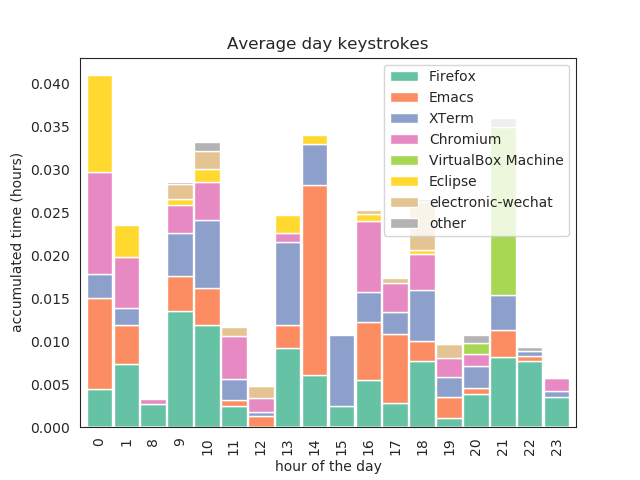 Average day keystrokes
accumulated time (hours)
0.040
0.035
0.030
0.025
0.020
0.015
0.010
0.005
0.000
Firefox
Emacs
XTerm
Chromium
VirtualBox Machine
Eclipse
electronic-wechat
other
0 1 8 9 10 11 12 13 14 15 16 17 18 19 20 21 22 23
hour of the day